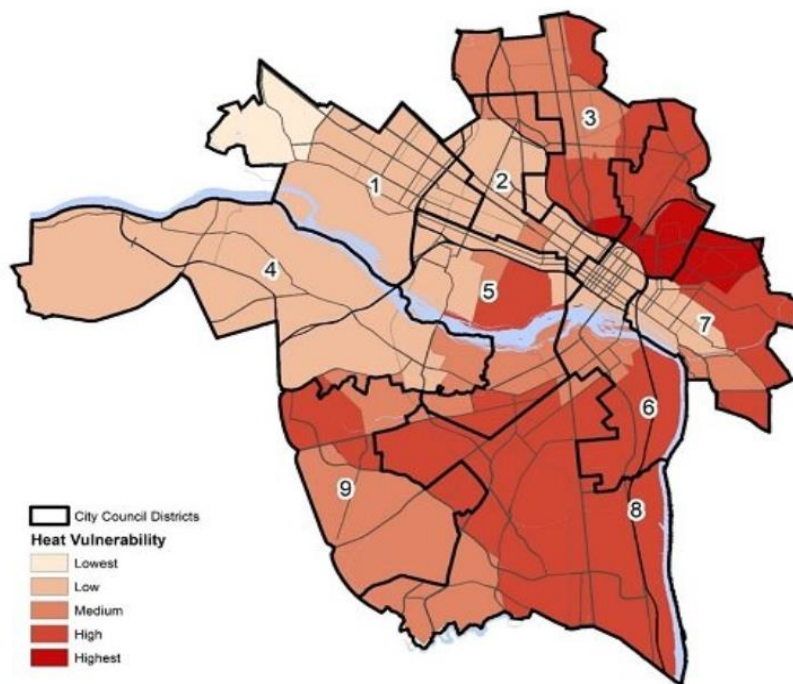 3
1
2
4
5
7
6
9
8
City Council Districts
Heat Vulnerability
Lowest
Low
Medium
High
Highest